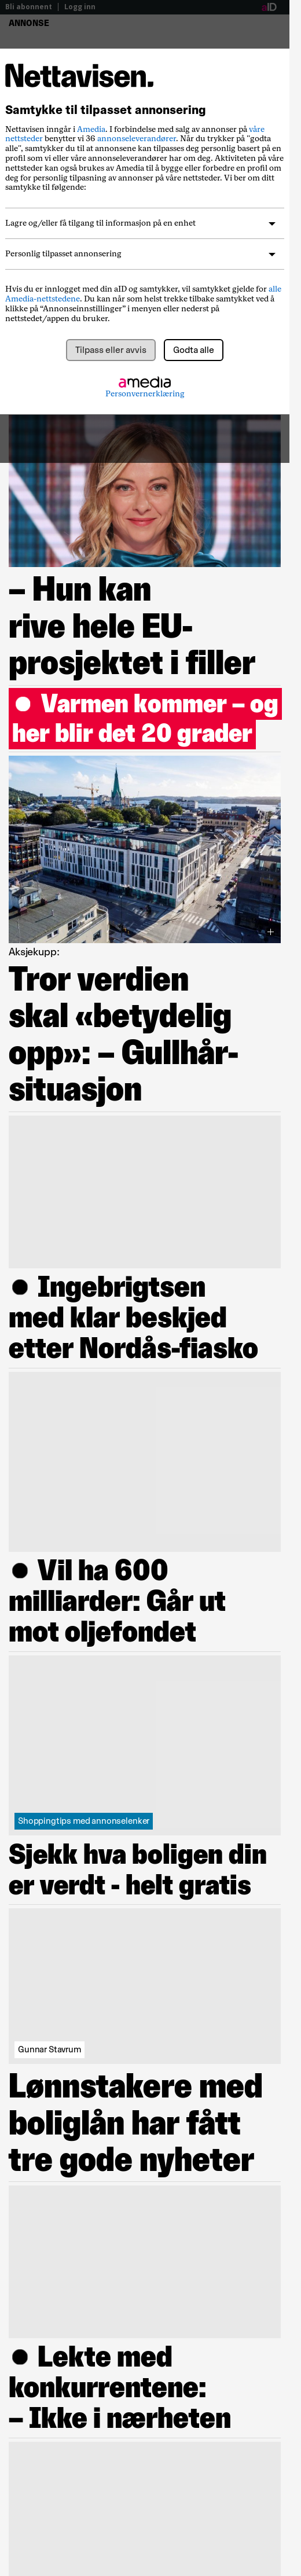 Bli abonnent | Logg inn aID
ANNONSE
Nettavisen.
Samtykke til tilpasset annonsering
Nettavisen inngår i Amedia. I forbindelse med salg av annonser på våre
nettsteder benytter vi 36 annonseleverandører. Når du trykker på "godta
alle", samtykker du til at annonsene kan tilpasses deg personlig basert på en
profil som vi eller våre annonseleverandører har om deg. Aktiviteten på våre
nettsteder kan også brukes av Amedia til å bygge eller forbedre en profil om
deg for personlig tilpasning av annonser på våre nettsteder. Vi ber om ditt
samtykke til følgende:
Lagre og/eller få tilgang til informasjon på en enhet
Personlig tilpasset annonsering
Hvis du er innlogget med din aID og samtykker, vil samtykket gjelde for alle
Amedia-nettstedene. Du kan når som helst trekke tilbake samtykket ved å
klikke på “Annonseinnstillinger” i menyen eller nederst på
nettstedet/appen du bruker.
Tilpass eller avvis Godta alle
amedia
Personvernerklæring
– Hun kan
rive hele EU-
prosjektet i filler
Varmen kommer – og
her blir det 20 grader
Aksjekupp:
Tror verdien
skal «betydelig
opp»: – Gullhår-
situasjon
Ingebrigtsen
med klar beskjed
etter Nordås-fiasko
Vil ha 600
milliarder: Går ut
mot oljefondet
Shoppingtips med annonselenker
Sjekk hva boligen din
er verdt - helt gratis
Gunnar Stavrum
Lønnstakere med
boliglån har fått
tre gode nyheter
Lekte med
konkurrentene:
– Ikke i nærheten